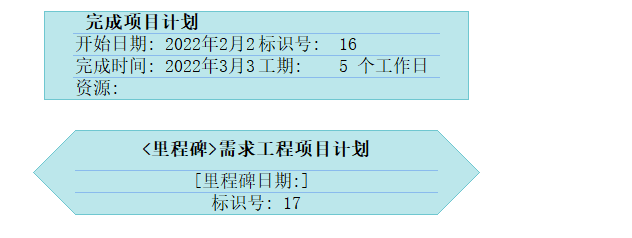 完成项目计划
开始日期: 2022年2月2 标识号: 16
完成时间: 2022年3月3 工期: 5 个工作日
资源:
<里程碑>需求工程项目计划
[里程碑日期:]
标识号: 17